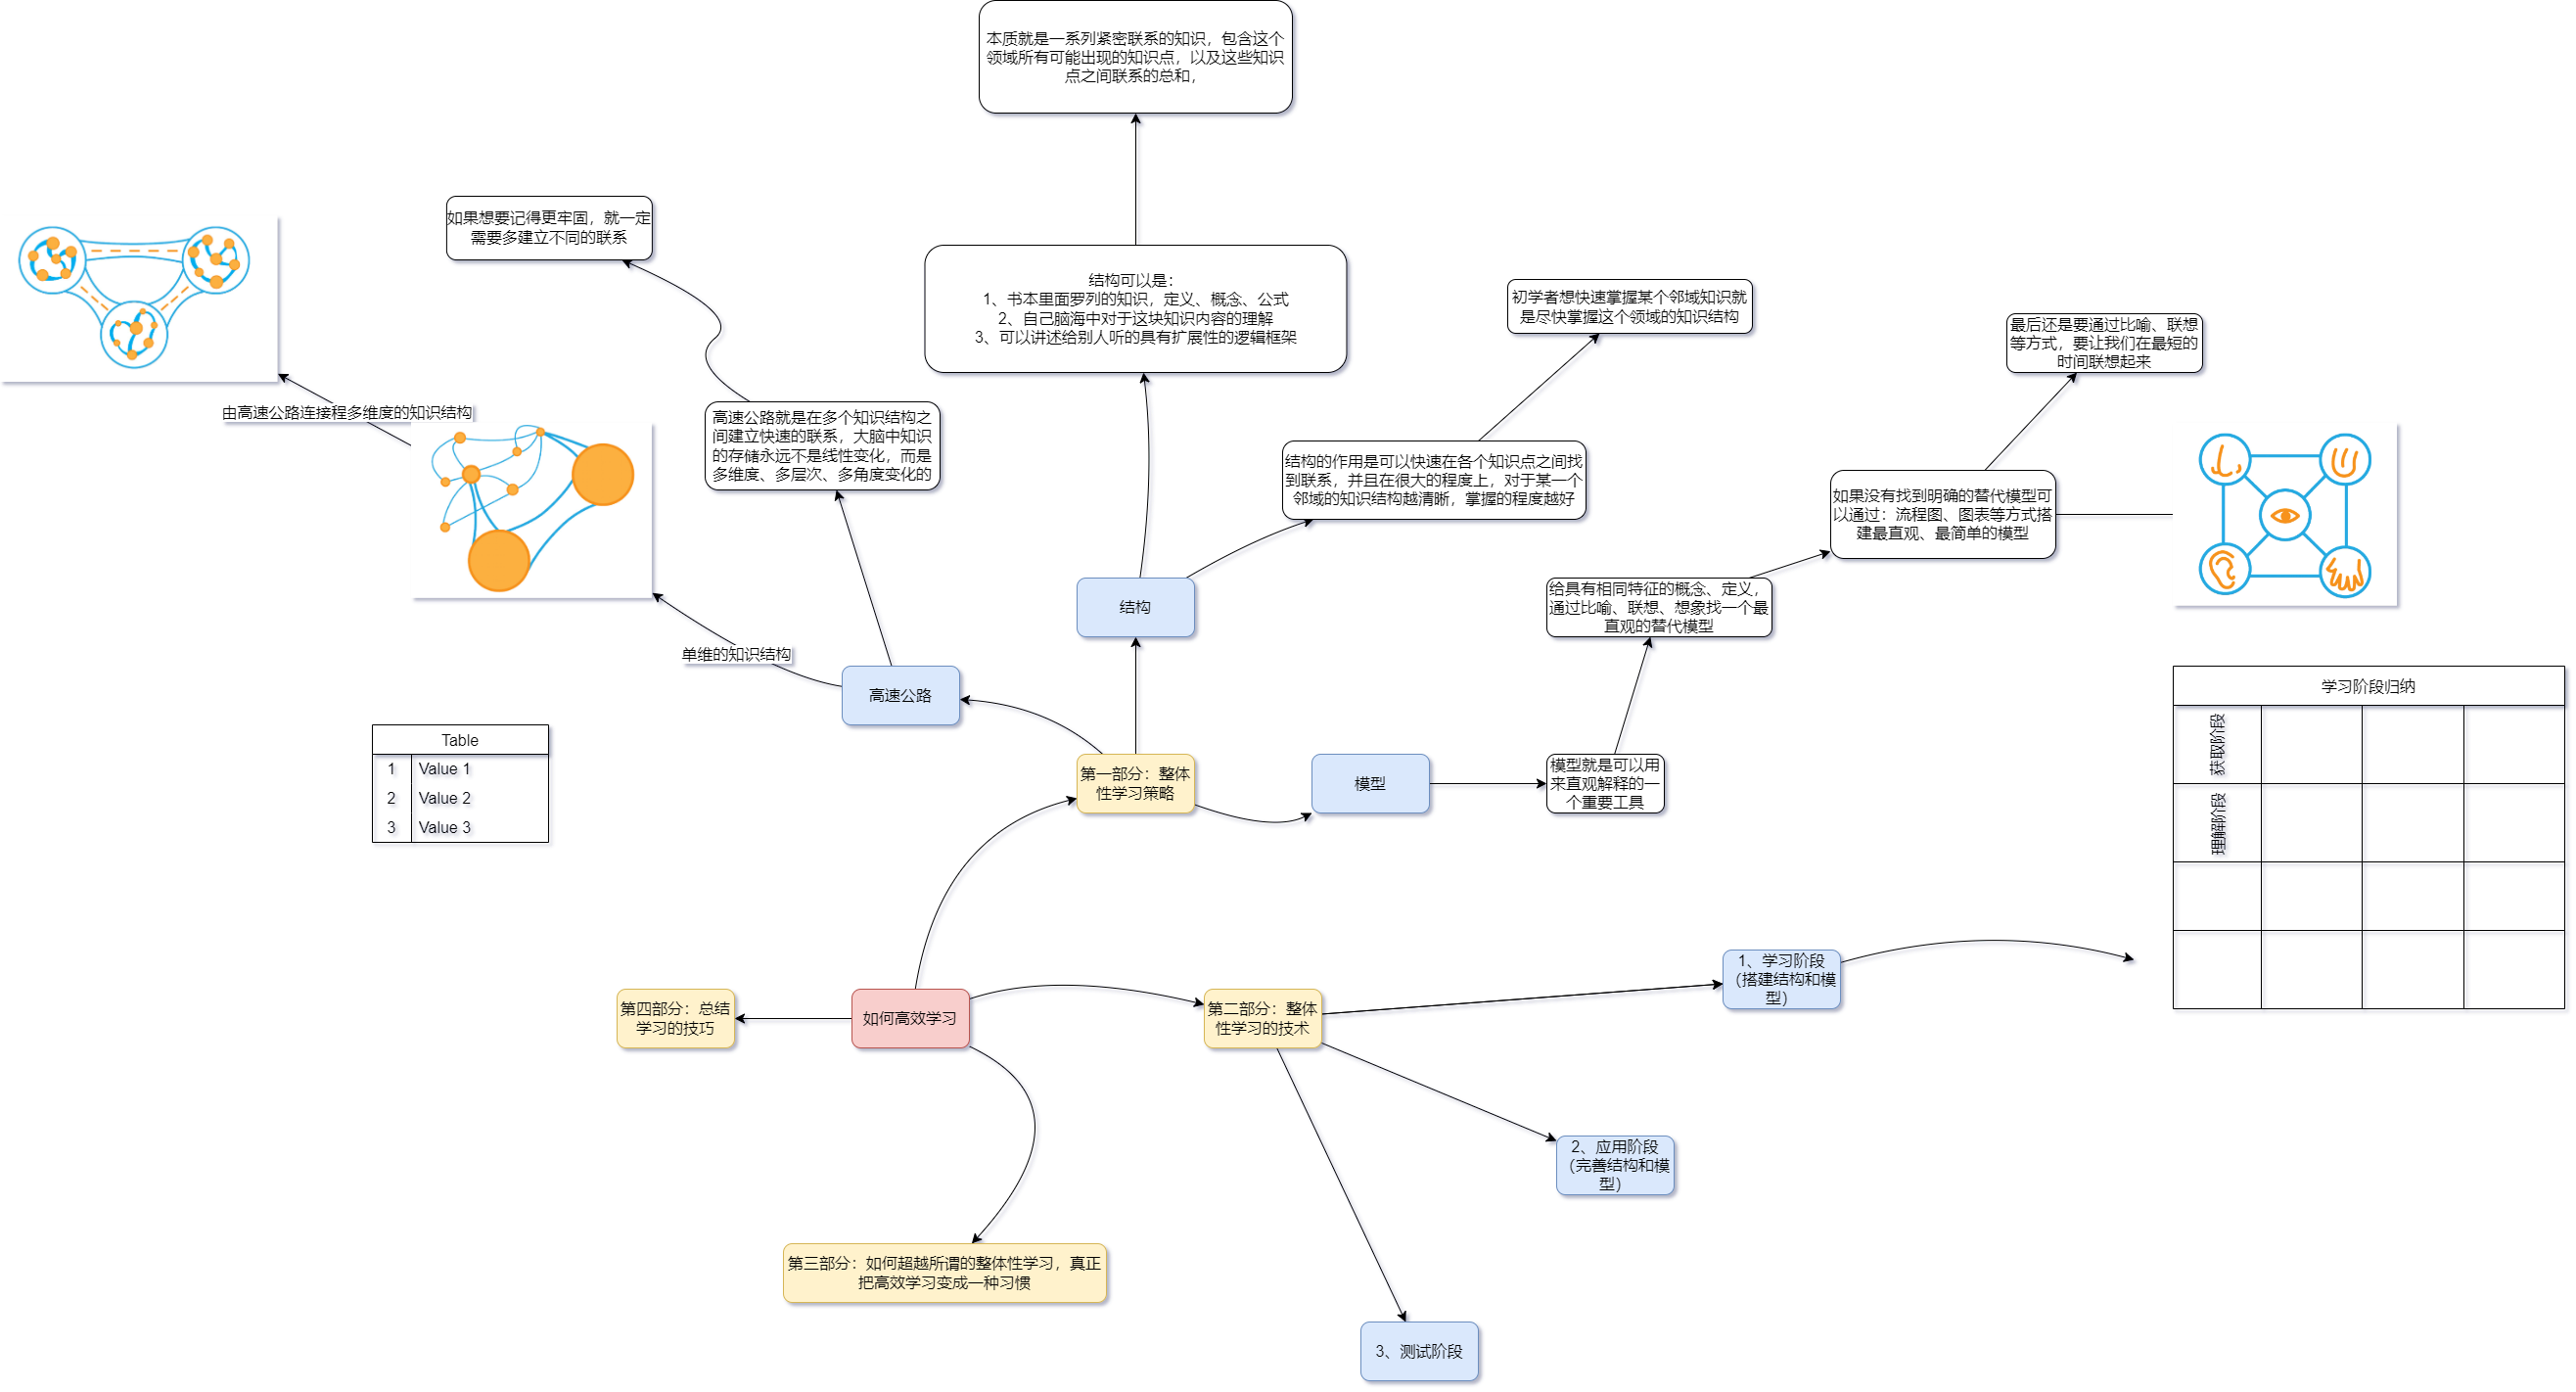 本质就是一系列紧密联系的知识，包含这个
领域所有可能出现的知识点，以及这些知识
点之间联系的总和，
如果想要记得更牢固，就一定
需要多建立不同的联系
结构可以是：
1、书本里面罗列的知识，定义、概念、公式
2、自己脑海中对于这块知识内容的理解
3、可以讲述给别人听的具有扩展性的逻辑框架
初学者想快速掌握某个邻域知识就
是尽快掌握这个领域的知识结构
最后还是要通过比喻、联想
等方式，要让我们在最短的
时间联想起来
由高速公路连接程多维度的知识结构
高速公路就是在多个知识结构之
间建立快速的联系，大脑中知识
的存储永远不是线性变化，而是
多维度、多层次、多角度变化的
结构的作用是可以快速在各个知识点之间找
到联系，并且在很大的程度上，对于某一个
邻域的知识结构越清晰，掌握的程度越好
如果没有找到明确的替代模型可
以通过：流程图、图表等方式搭
建最直观、最简单的模型
结构
给具有相同特征的概念、定义，
通过比喻、联想、想象找一个最
直观的替代模型
单维的知识结构
高速公路
学习阶段归纳
获取阶段
理解阶段
Table
1 Value 1
2 Value 2
3 Value 3
第一部分：整体
性学习策略
模型
模型就是可以用
来直观解释的一
个重要工具
第四部分：总结
学习的技巧
如何高效学习
第二部分：整体
性学习的技术
1、学习阶段
（搭建结构和模
型）
2、应用阶段
（完善结构和模
型）
第三部分：如何超越所谓的整体性学习，真正
把高效学习变成一种习惯
3、测试阶段